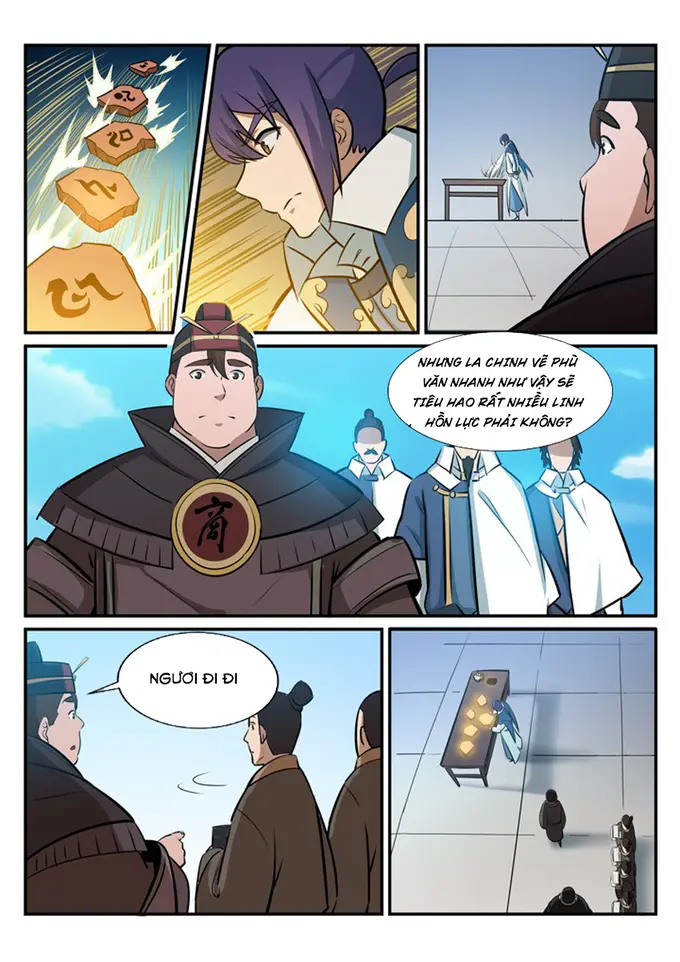 NHƯNG LA CHINH VẼ PHÙ
VĂN NHANH NHƯ VẬY SẼ
TIÊU HAO RẤT NHIỀU LINH
HỒN LỰC PHẢI KHÔNG?
商
NGƯƠI ĐI ĐI